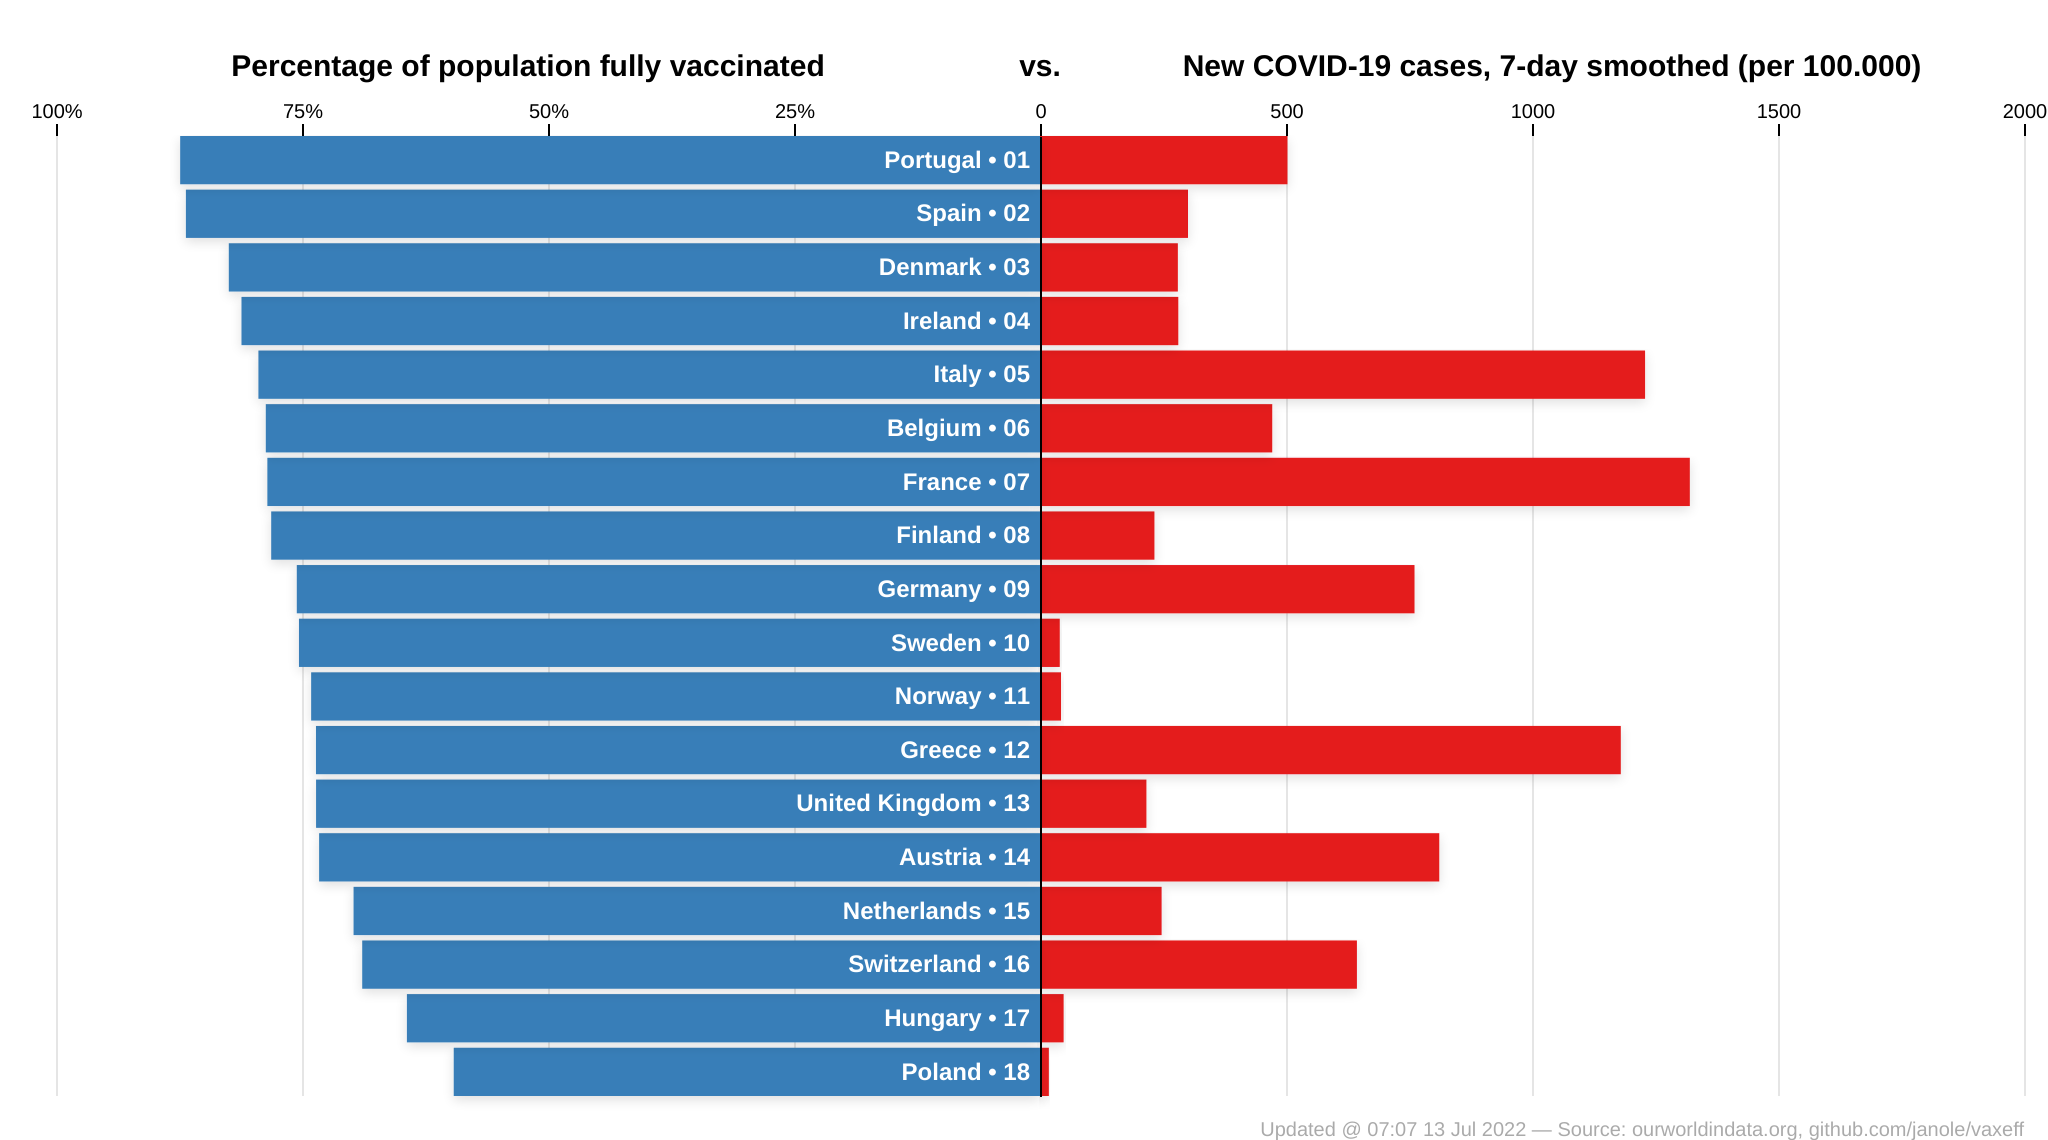 Percentage of population fully vaccinated vs. New COVID-19 cases, 7-day smoothed (per 100.000)
100% 75% 50% 25% 0 500 1000 1500 2000
Portugal • 01
Spain • 02
Denmark • 03
Ireland • 04
Italy • 05
Belgium • 06
France • 07
Finland • 08
Germany • 09
Sweden • 10
Norway • 11
Greece • 12
United Kingdom • 13
Austria • 14
Netherlands • 15
Switzerland • 16
Hungary • 17
Poland • 18
Updated @ 07:07 13 Jul 2022 — Source: ourworldindata.org, github.com/janole/vaxeff